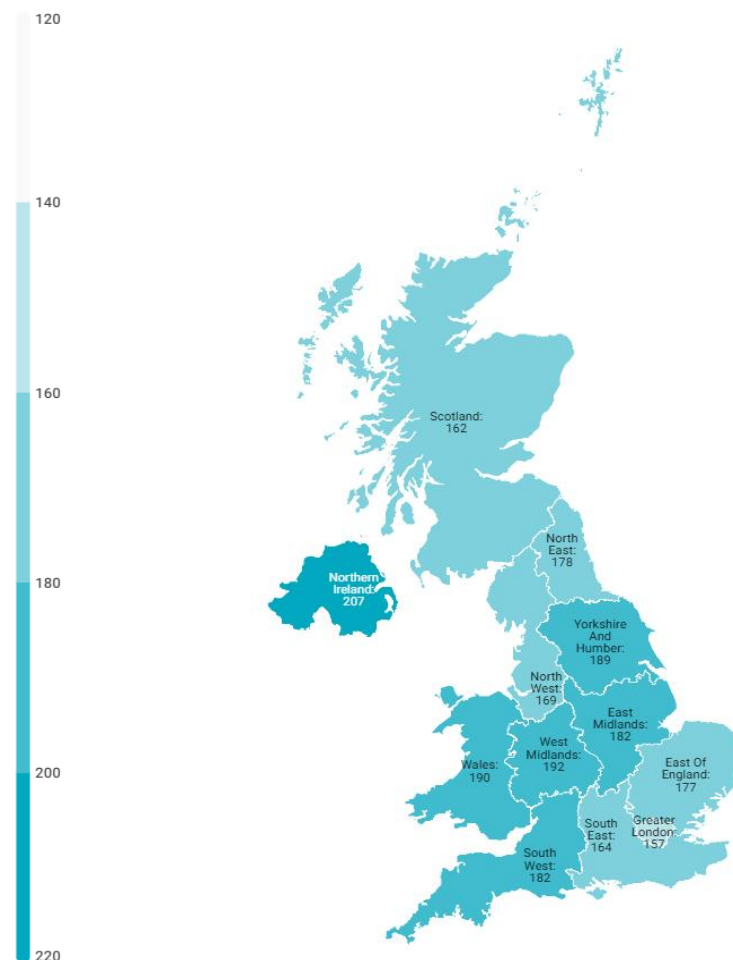 120
140
160
180
200
220
Scotland:
162
North
East:
178
Northern
Ireland:
207
Yorkshire
And
Humber:
189
North
West:
169
East
Midlands:
182
West
Midlands:
192
Wales:
190
East Of
England:
177
South
East:
164
Greater
London:
157
South
West:
182